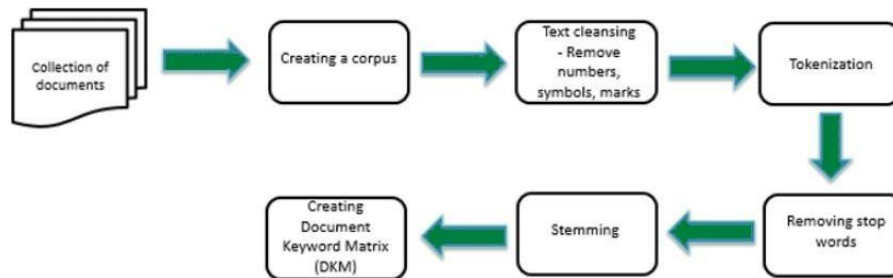 Collection of
documents
Creating a corpus
Text cleansing
- Remove
numbers,
symbols, marks
Tokenization
Removing stop
words
Stemming
Creating
Document
Keyword Matrix
(DKM)